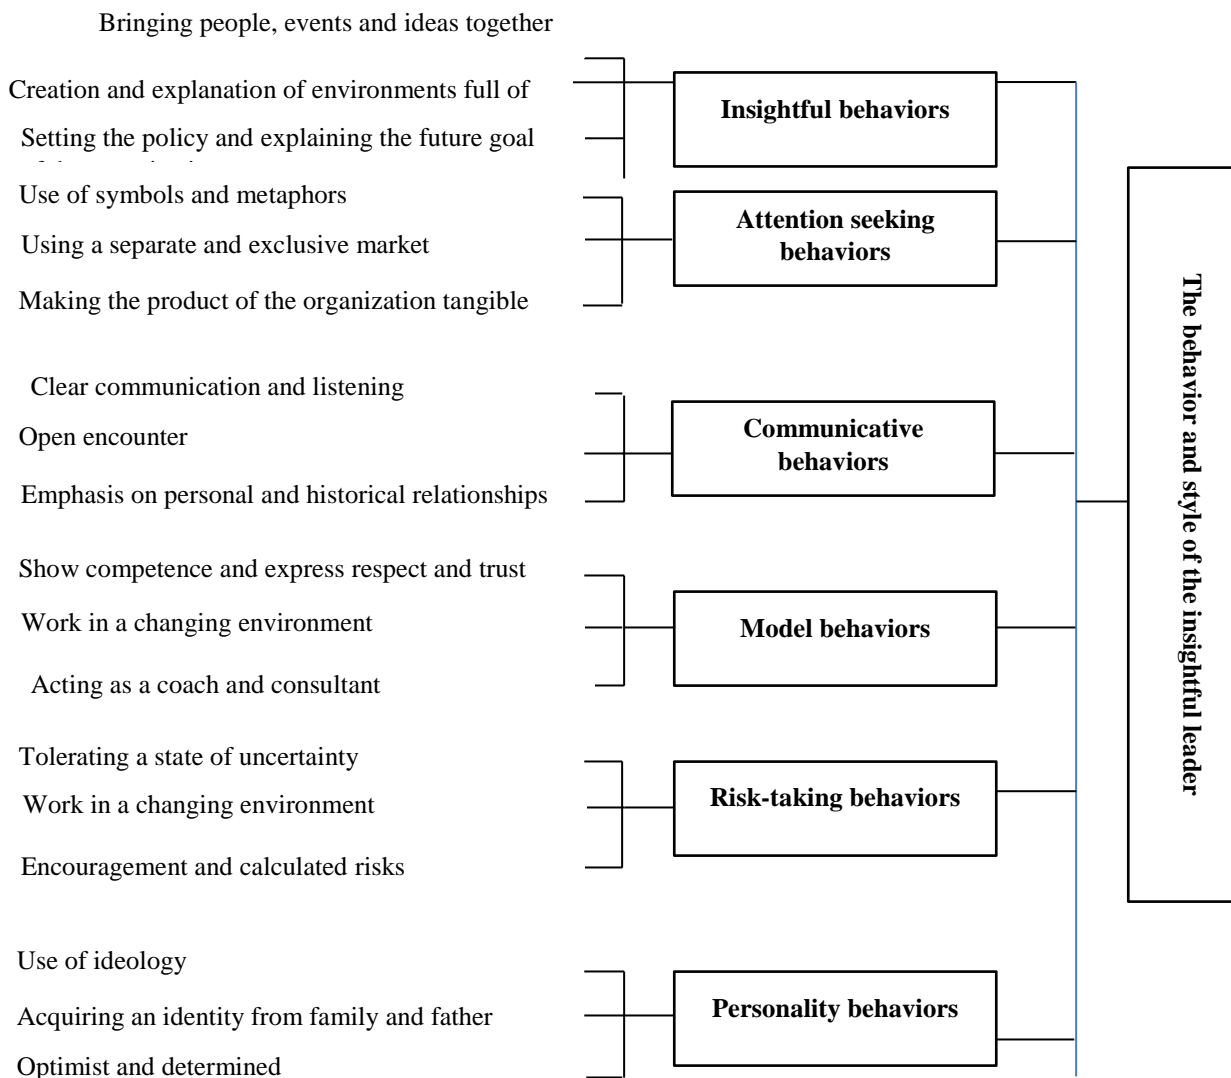 Bringing people, events and ideas together
Creation and explanation of environments full of
Setting the policy and explaining the future goal
Insightful behaviors
Use of symbols and metaphors
Using a separate and exclusive market
Making the product of the organization tangible
Attention seeking
behaviors
Clear communication and listening
Open encounter
Emphasis on personal and historical relationships
Communicative
behaviors
Show competence and express respect and trust
Work in a changing environment
Acting as a coach and consultant
Model behaviors
Tolerating a state of uncertainty
Work in a changing environment
Encouragement and calculated risks
Risk-taking behaviors
Use of ideology
Acquiring an identity from family and father
Optimist and determined
Personality behaviors
The behavior and style of the insightful leader